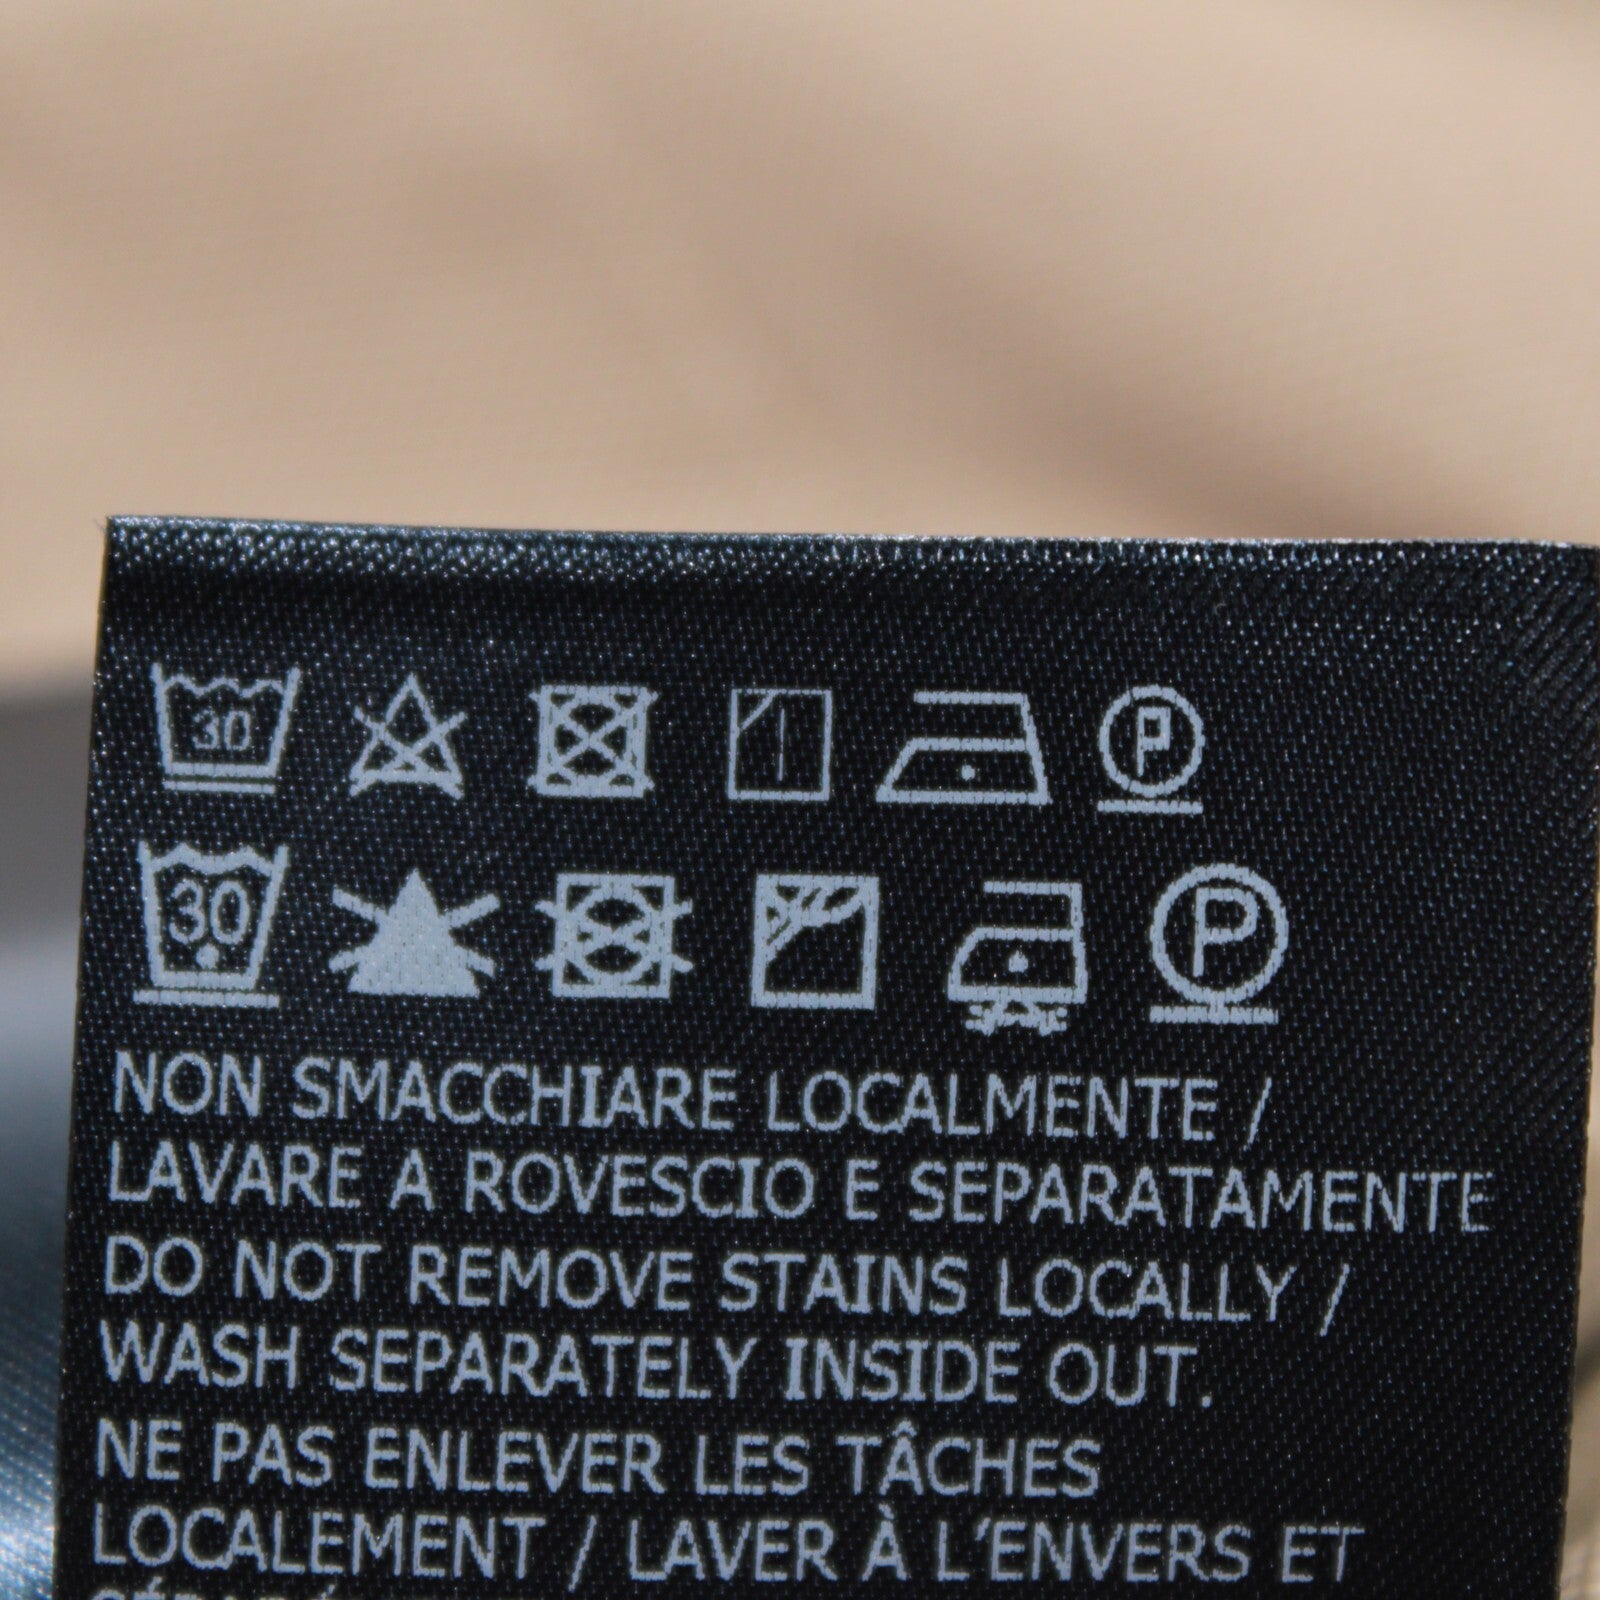 30
P
30
P
NON SMACCHIARE LOCALMENTE /
LAVARE A ROVESCIO E SEPARATAMENTE
DO NOT REMOVE STAINS LOCALLY /
WASH SEPARATELY INSIDE OUT.
NE PAS ENLEVER LES TÂCHES
LOCALEMENT / LAVER À L'ENVERS ET